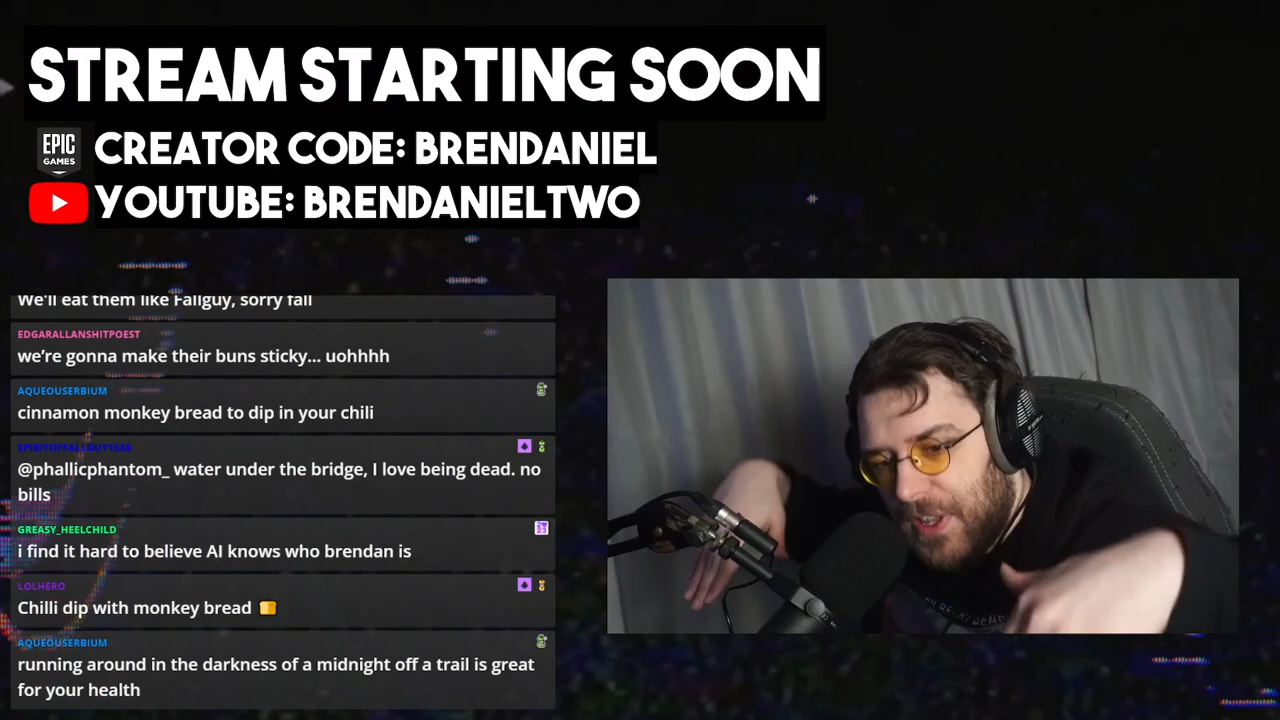 STREAM STARTING SOON
EPIC
GAMES
CREATOR CODE: BRENDANIEL
YOUTUBE: BRENDANIELTWO
We'll eat them like Fallguy, sorry fall
EDGARALLANSHITPOEST
we're gonna make their buns sticky... uohhhh
AQUEOUSERBIUM
cinnamon monkey bread to dip in your chili
@phallicphantom_ water under the bridge, I love being dead. no
bills
GREASY_HEELCHILD
i find it hard to believe AI knows who brendan is
LOLHERO
Chilli dip with monkey bread
AQUEOUSERBIUM
running around in the darkness of a midnight off a trail is great
for your health